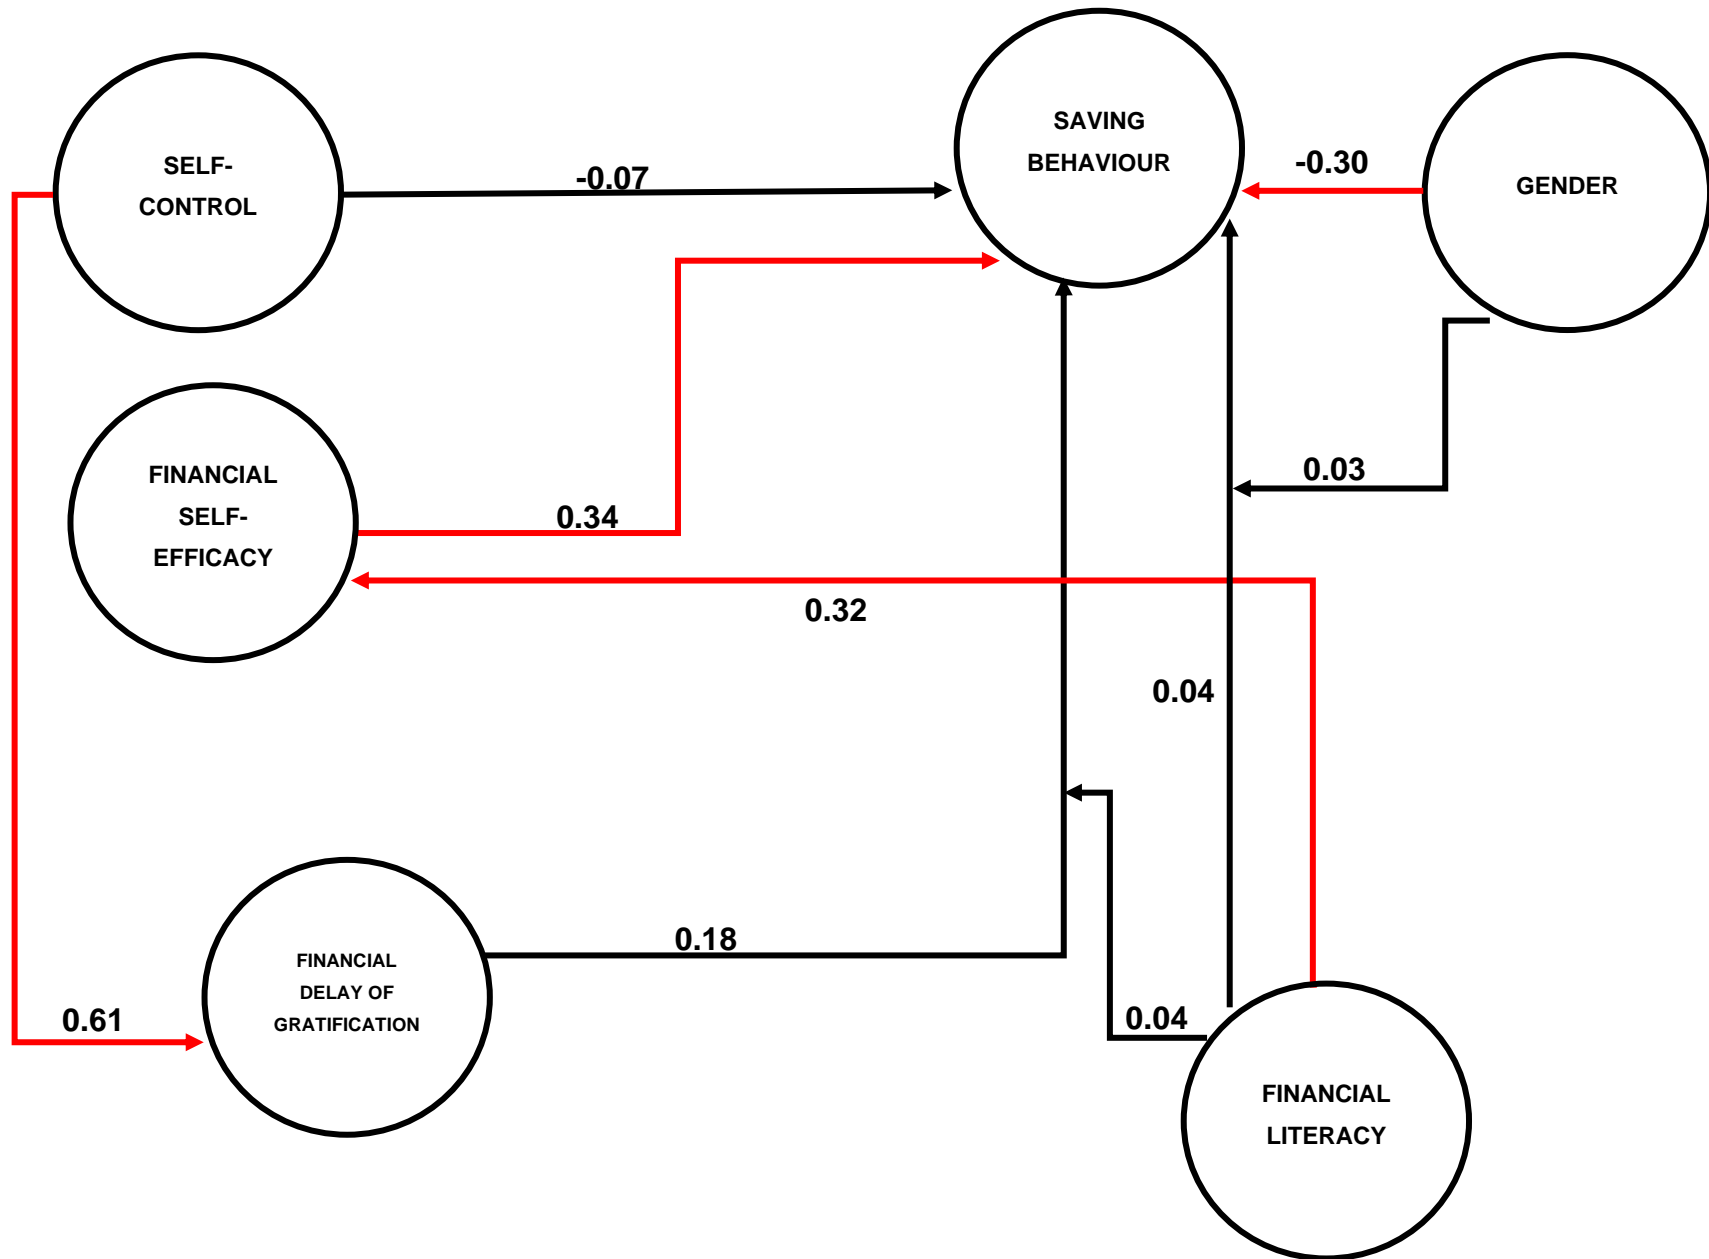 SELF-
CONTROL
-0.07
SAVING
BEHAVIOUR
-0.30
GENDER
FINANCIAL
SELF-
EFFICACY
0.34
0.03
0.32
0.04
FINANCIAL
DELAY OF
GRATIFICATION
0.18
0.61
0.04
FINANCIAL
LITERACY